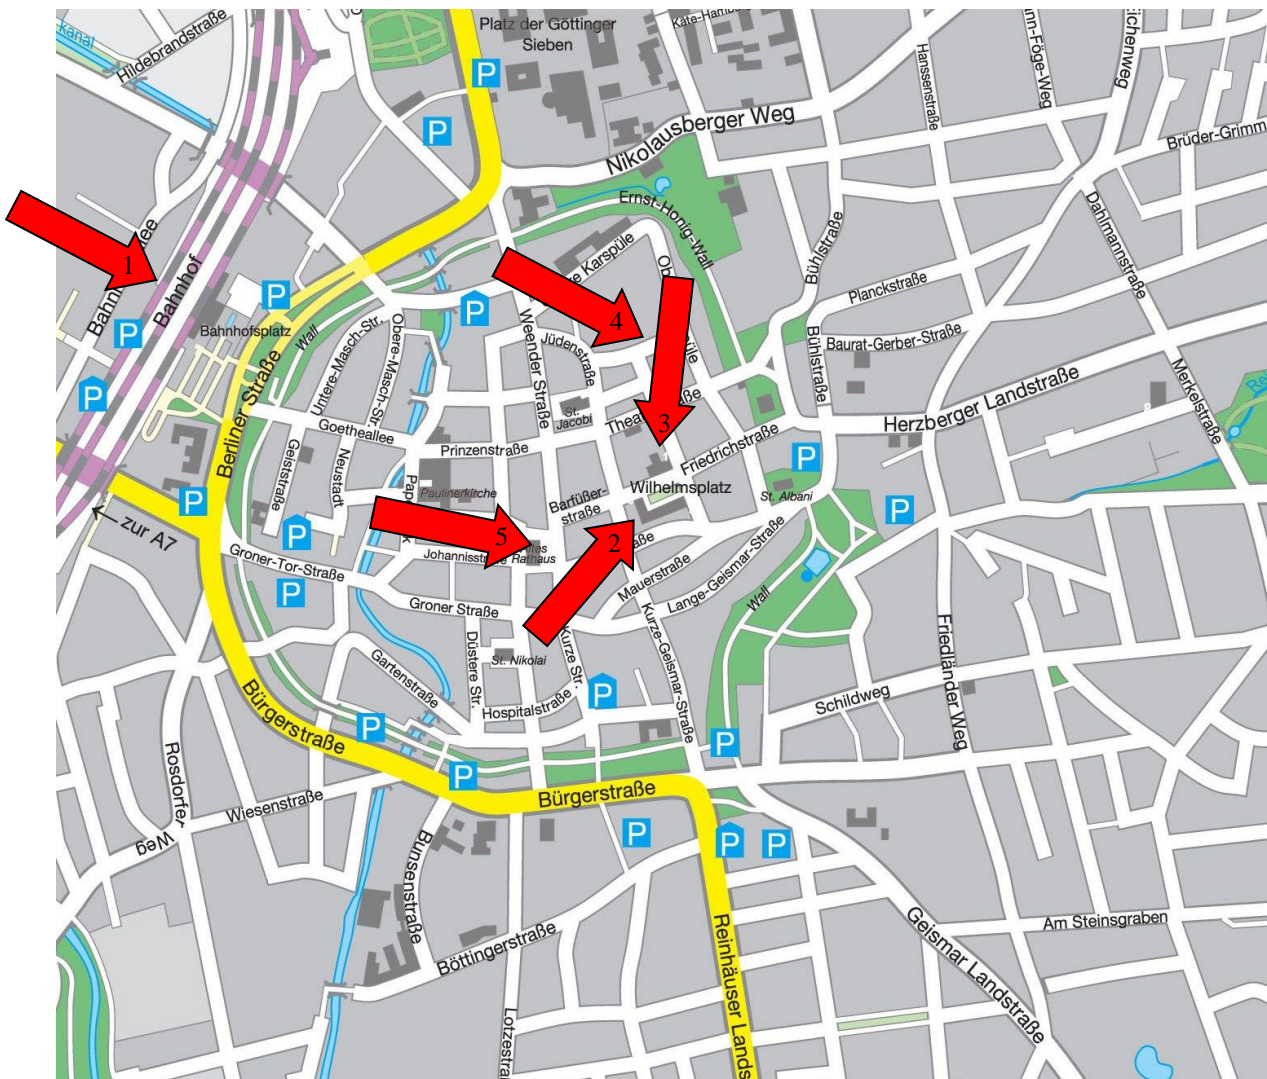 kanal
Hildebrandstraße
Platz der Göttinger
Sieben
P
P
Nikolausberger Weg
Hanssenstraße
Brüder-Grimm
Dahlmannstraße
Ernst-Honig-Wall
1
Bahnhof
P
P
P
Bahnhofsplatz
Wall
Berliner Straße
Untere-Masch-Str.
Obere-Masch-Str.
P
Weender Straße
Jüdenstraße
4
3
Bühlstraße
Planckstraße
Bühlstraße
Baurat-Gerber-Straße
Herzberger Landstraße
Merkelstraße
St.
Jacobi
Goetheallee
Prinzenstraße
Geiststraße
Neustadt
Paulinerkirche
Friedrichstraße
Wilhelmsplatz
Barfüßer-
straße
St. Albani
P
P
P
zur A7
P
5
2
Johannisstraße
Rathaus
Groner-Tor-Straße
P
Groner Straße
Mauerstraße
Lange-Geismar-Straße
Wall
Kurze-Geismar-Straße
Düstere Str.
Kurze Str.
St. Nikolai
Gartenstraße
Hospitalstraße
P
P
P
P
Schildweg
Friedländer Weg
Bürgerstraße
Bürgerstraße
Rosdorfer
Weg
Wiesenstraße
Bunsenstraße
Böttingerstraße
P
P
P
Reinhäuser Lands
Geismar Landstraße
Am Steinsgraben
Lotzestra